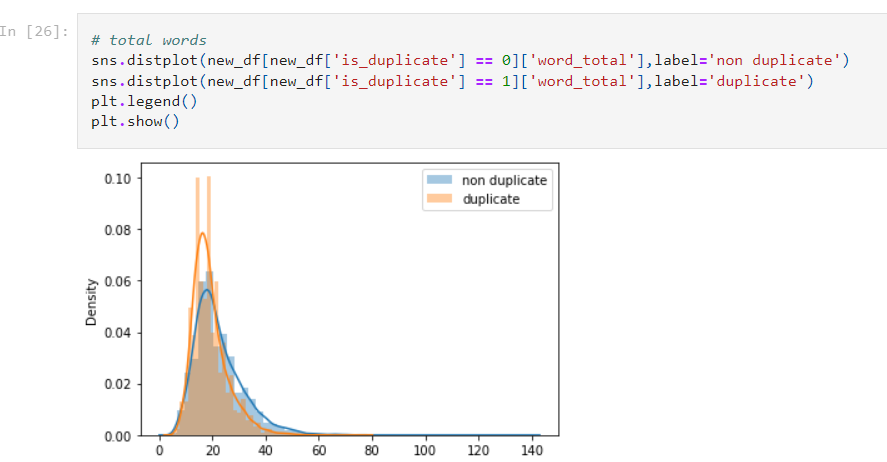 In [26]:
# total words
sns.distplot(new_df[new_df['is_duplicate'] == 0]['word_total'],label='non duplicate')
sns.distplot(new_df[new_df['is_duplicate'] == 1]['word_total'],label='duplicate')
plt.legend()
plt.show()
non duplicate
duplicate
Density
0.10
0.08
0.06
0.04
0.02
0.00
0 20 40 60 80 100 120 140